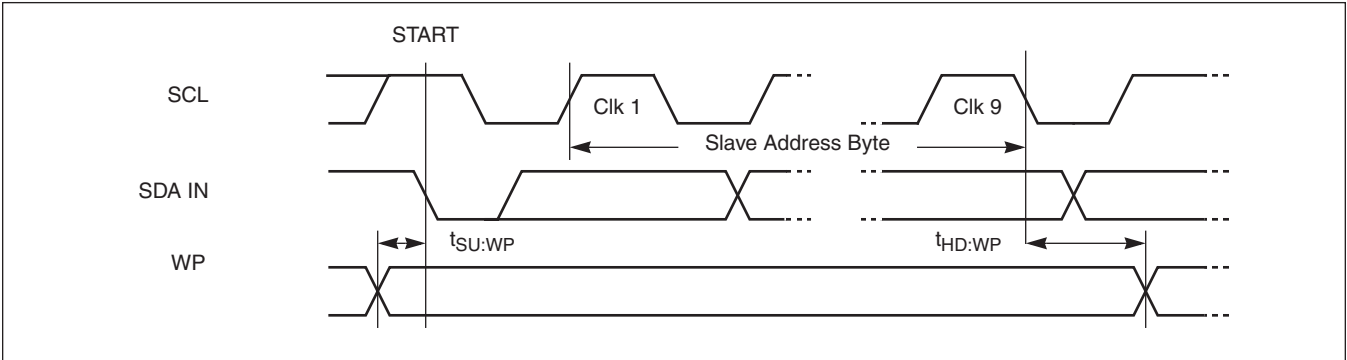 START
SCL
Clk 1
Clk 9
Slave Address Byte
SDA IN
tSU:WP
tHD:WP
WP